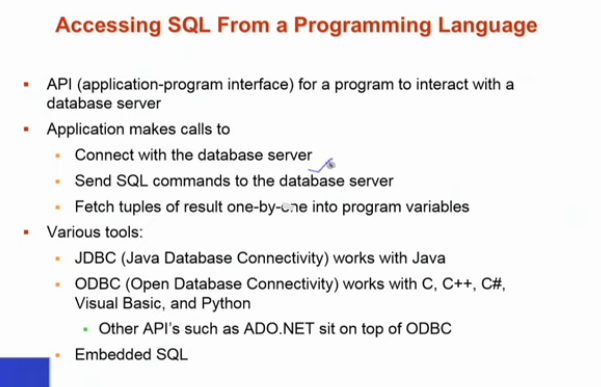 Accessing SQL From a Programming Language
API (application-program interface) for a program to interact with a
database server
Application makes calls to
Connect with the database server
Send SQL commands to the database server
Fetch tuples of result one-by-one into program variables
Various tools:
JDBC (Java Database Connectivity) works with Java
ODBC (Open Database Connectivity) works with C, C++, C#,
Visual Basic, and Python
Other API's such as ADO.NET sit on top of ODBC
Embedded SQL